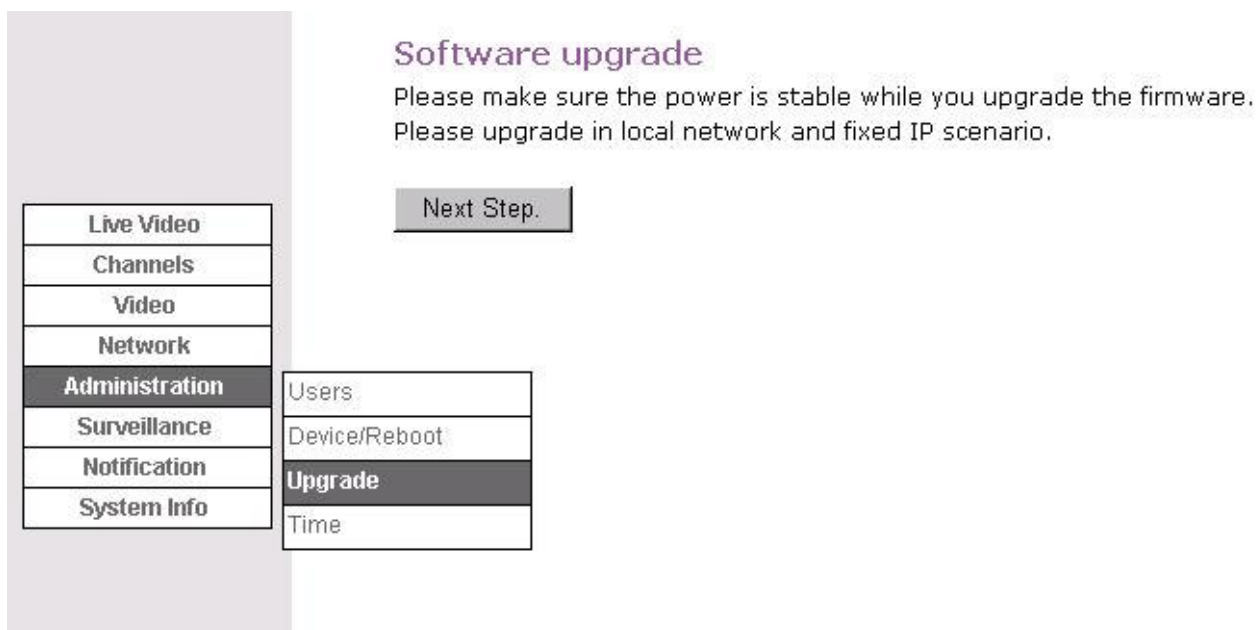 Software upgrade
Please make sure the power is stable while you upgrade the firmware.
Please upgrade in local network and fixed IP scenario.
Next Step.
Live Video
Channels
Video
Network
Administration
Surveillance
Notification
System Info
Users
Device/Reboot
Upgrade
Time